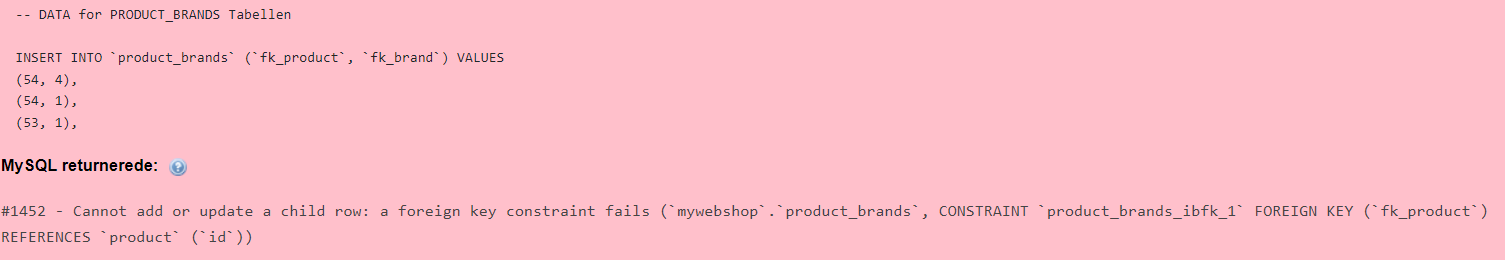 -- DATA for PRODUCT_BRANDS Tabellen
INSERT INTO `product_brands` (`fk_product`, `fk_brand`) VALUES
(54, 4),
(54, 1),
(53, 1),
MySQL returnerede:
#1452 - Cannot add or update a child row: a foreign key constraint fails (`mywebshop`.`product_brands`, CONSTRAINT `product_brands_ibfk_1` FOREIGN KEY (`fk_product`)
REFERENCES `product` (`id`))